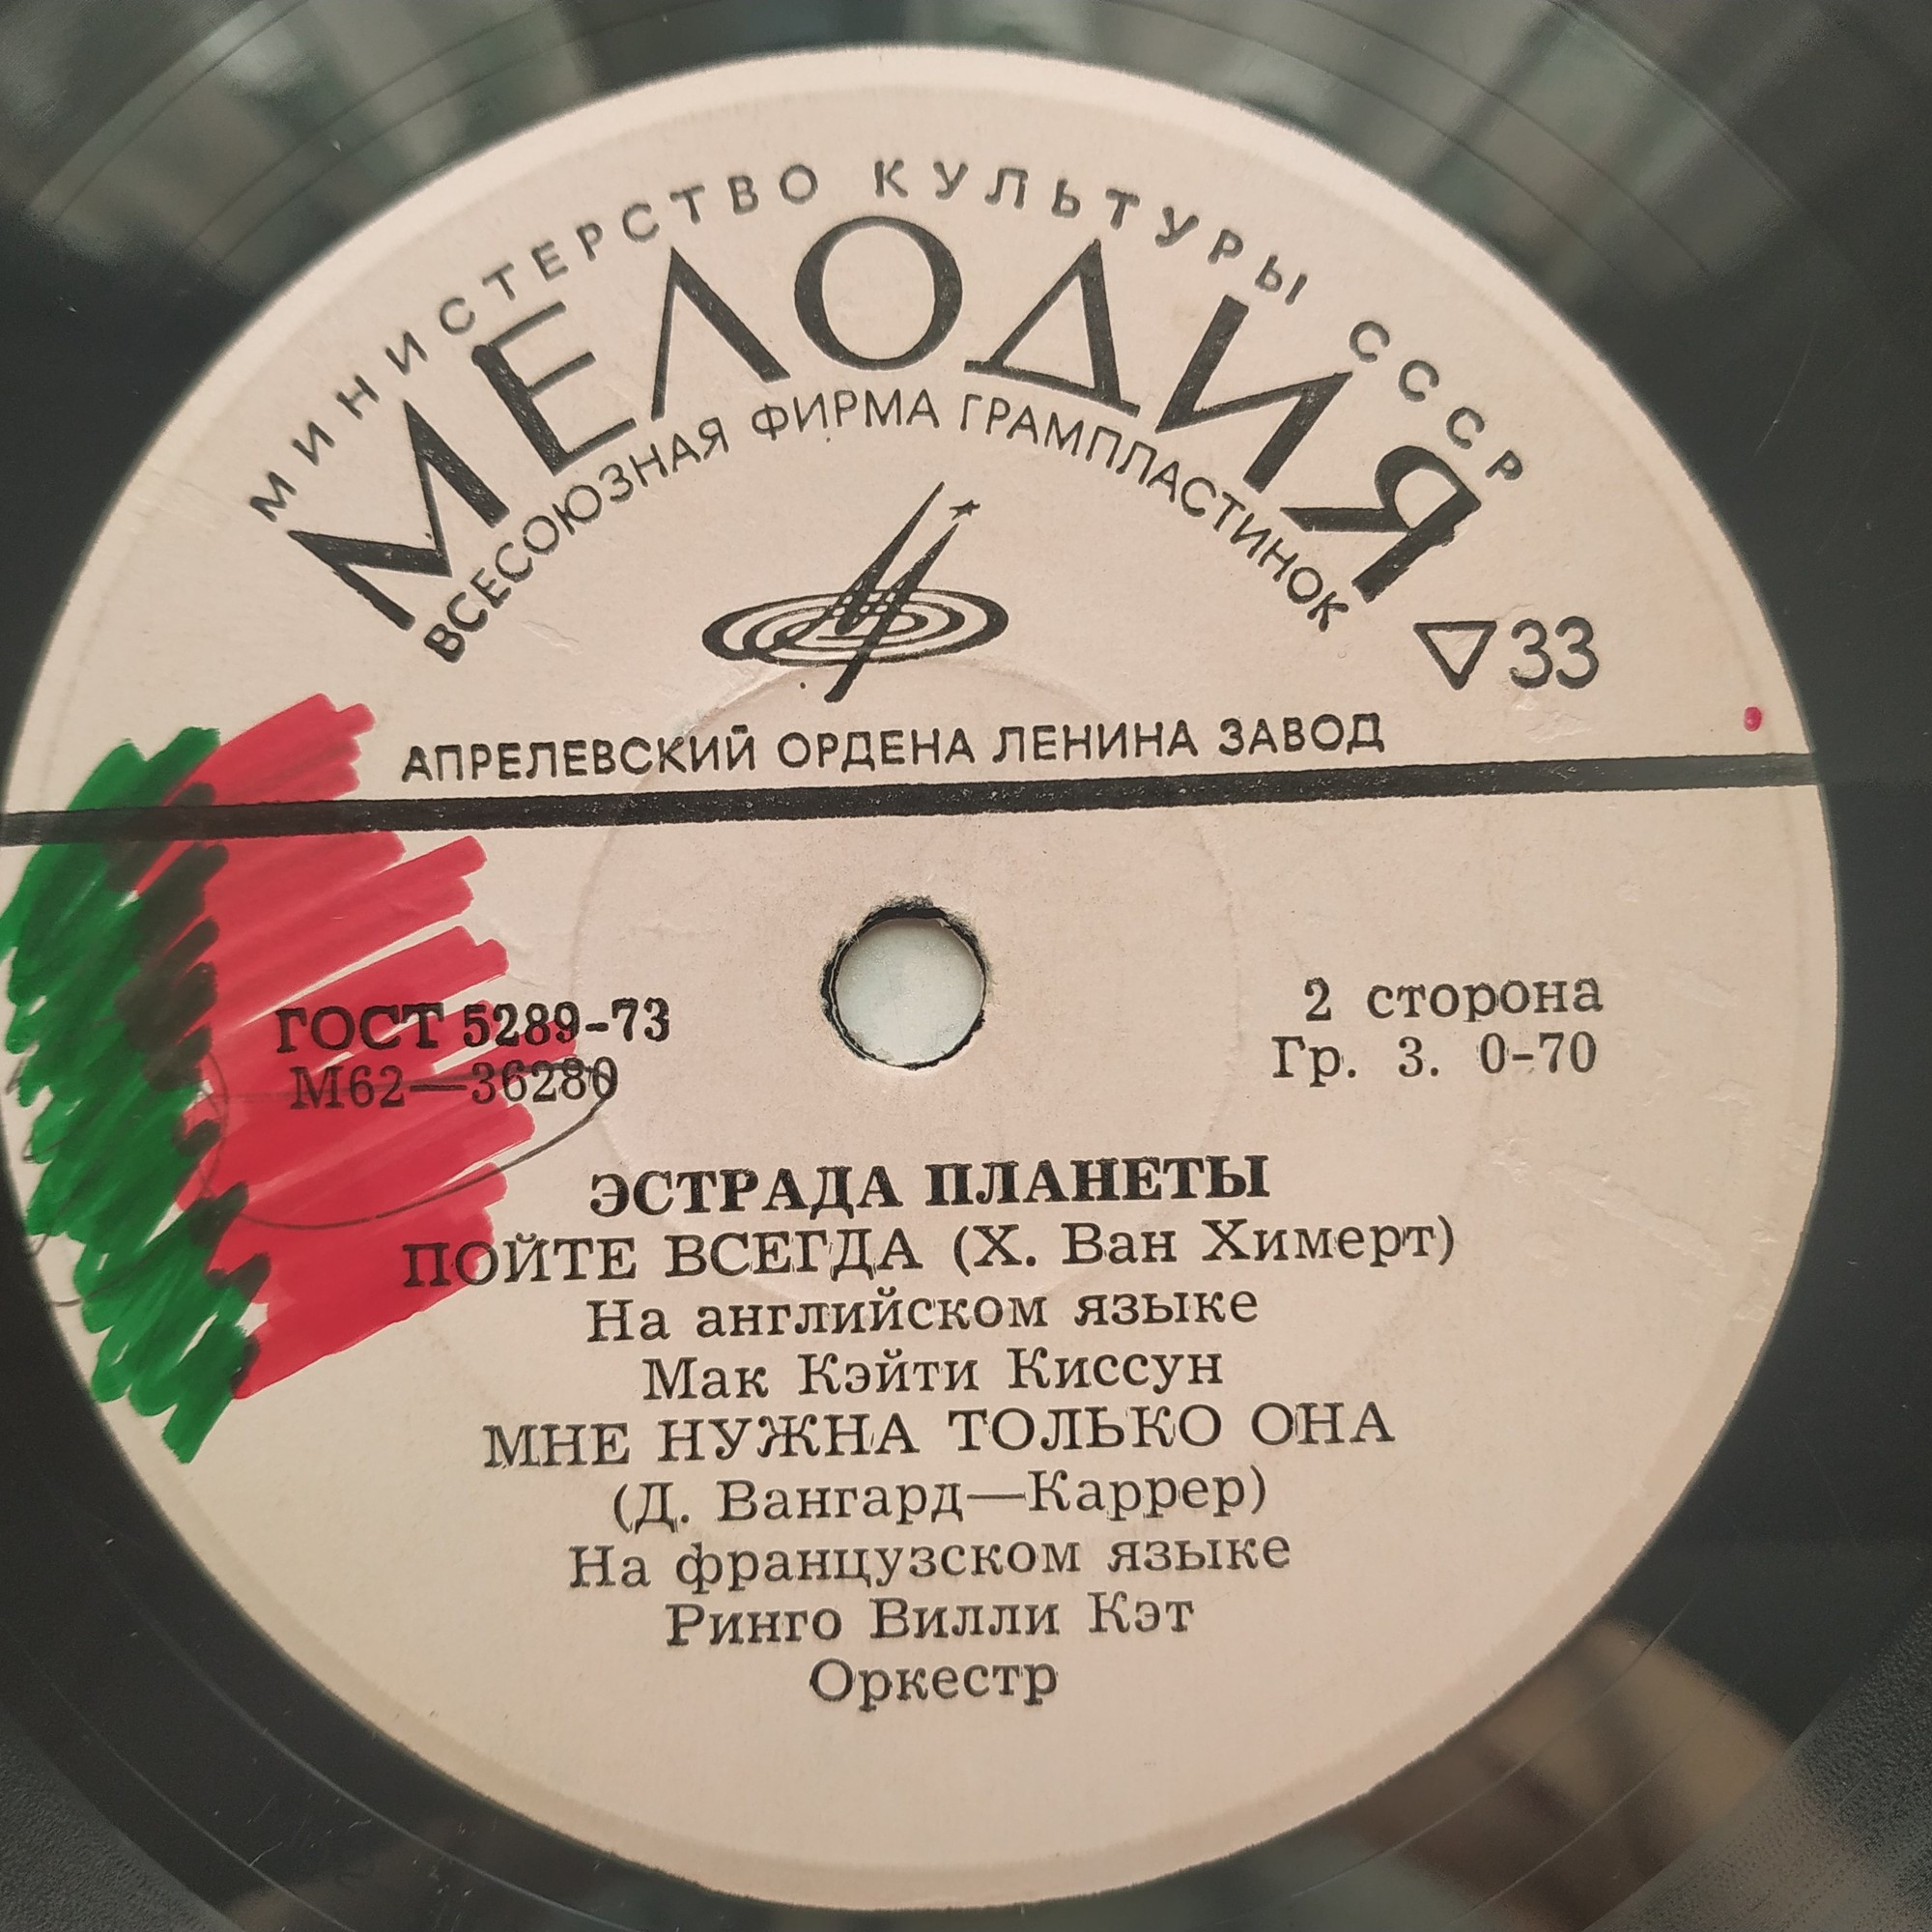 МИНИСТЕРСТВО КУЛЬТУРЫ СССР
МЕЛОДИЯ
ВСЕСОЮЗНАЯ ФИРМА ГРАМПЛАСТИНОК
▽33
АПРЕЛЕВСКИЙ ОРДЕНА ЛЕНИНА ЗАВОД
ГОСТ 5289-73
М62—36280
2 сторона
Гр. 3. 0-70
ЭСТРАДА ПЛАНЕТЫ
ПОЙТЕ ВСЕГДА (Х. Ван Химерт)
На английском языке
Мак Кэйти Киссун
МНЕ НУЖНА ТОЛЬКО ОНА
(Д. Вангард—Каррер)
На французском языке
Ринго Вилли Кэт
Оркестр